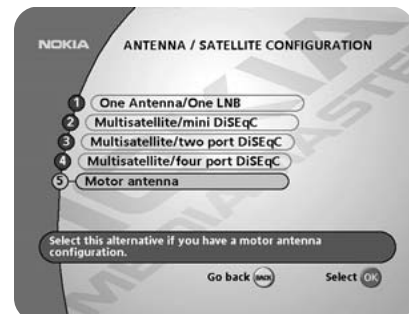 NOKIA
ANTENNA / SATELLITE CONFIGURATION
1 One Antenna/One LNB
2 Multisatellite/mini DiSEqC
3 Multisatellite/two port DiSEqC
4 Multisatellite/four port DiSEqC
5 Motor antenna
Select this alternative if you have a motor antenna
configuration.
Go back BACK Select OK
NOKIA
MEDIAMASTER